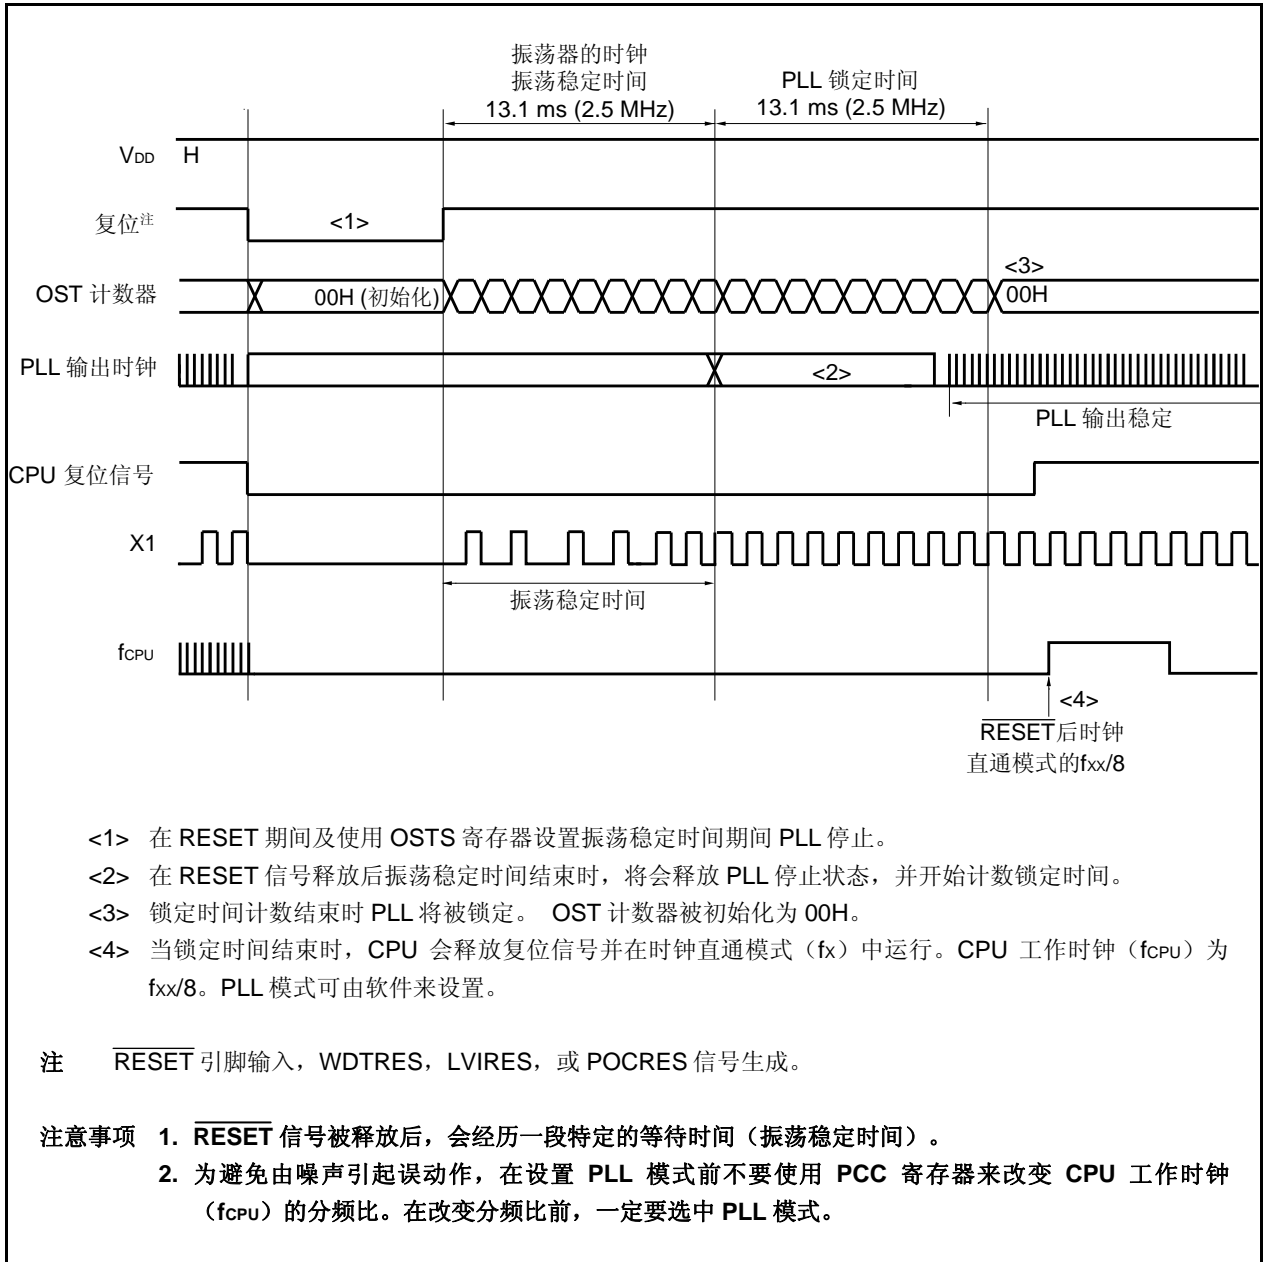 振荡器的时钟
振荡稳定时间
13.1 ms (2.5 MHz)
PLL 锁定时间
13.1 ms (2.5 MHz)
VDD H
复位注 <1>
<3>
OST 计数器 00H (初始化) 00H
PLL 输出时钟 <2>
PLL 输出稳定
CPU 复位信号
X1
振荡稳定时间
fCPU
<4>
RESET后时钟
直通模式的fxx/8
<1> 在 RESET 期间及使用 OSTS 寄存器设置振荡稳定时间期间 PLL 停止。
<2> 在 RESET 信号释放后振荡稳定时间结束时，将会释放 PLL 停止状态，并开始计数锁定时间。
<3> 锁定时间计数结束时 PLL 将被锁定。 OST 计数器被初始化为 00H。
<4> 当锁定时间结束时，CPU 会释放复位信号并在时钟直通模式（fx）中运行。CPU 工作时钟（fCPU）为
fxx/8。PLL 模式可由软件来设置。
注 RESET 引脚输入，WDTRES，LVIRES，或 POCRES 信号生成。
注意事项 1. RESET 信号被释放后，会经历一段特定的等待时间（振荡稳定时间）。
2. 为避免由噪声引起误动作，在设置 PLL 模式前不要使用 PCC 寄存器来改变 CPU 工作时钟
（fCPU）的分频比。在改变分频比前，一定要选中 PLL 模式。